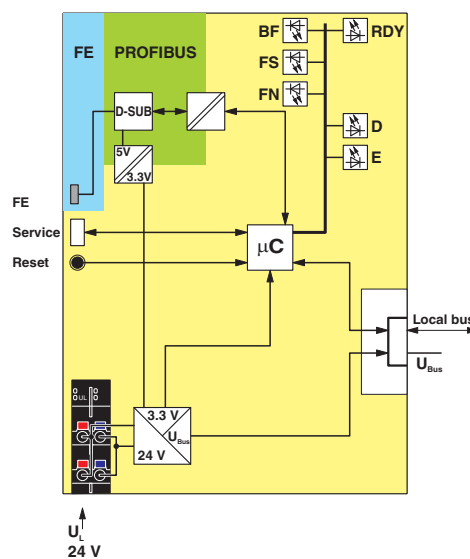 BF
RDY
FE
PROFIBUS
FS
FN
D-SUB
D
5V
E
3.3V
FE
Service
µC
Reset
Local bus
UBus
UL
3.3 V
UBus
24 V
UL
24 V